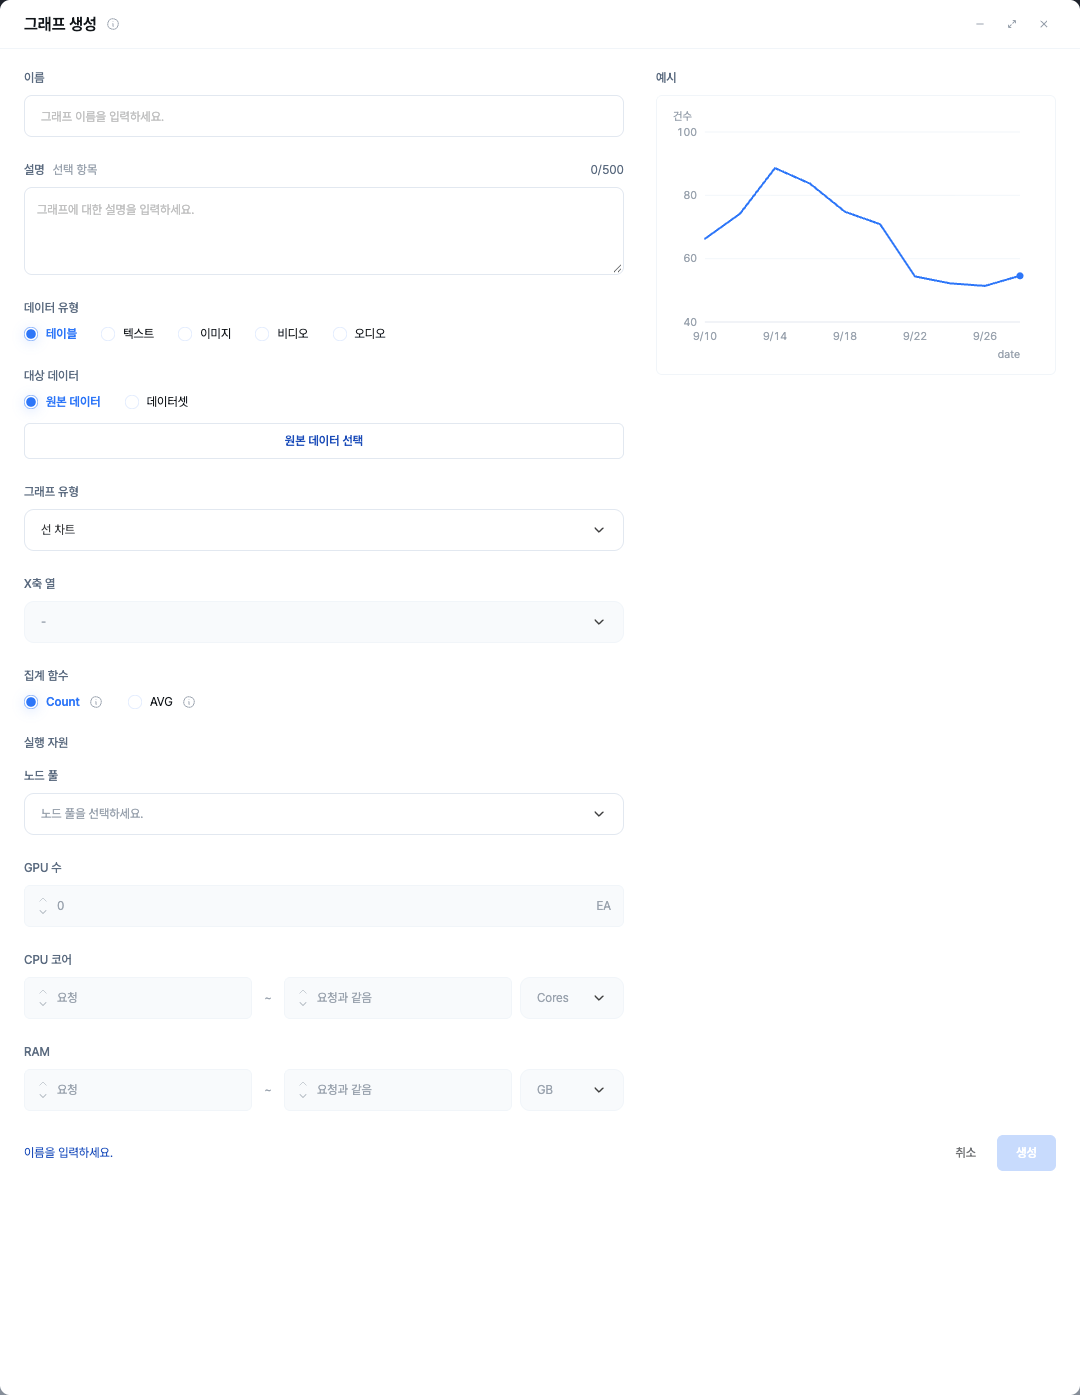 그래프 생성
이름
그래프 이름을 입력하세요.
설명 선택 항목 0/500
그래프에 대한 설명을 입력하세요.
데이터 유형
테이블 텍스트 이미지 비디오 오디오
대상 데이터
원본 데이터 데이터셋
원본 데이터 선택
그래프 유형
선 차트
X축 열
-
집계 함수
Count AVG
실행 자원
노드 풀
노드 풀을 선택하세요.
GPU 수
0 EA
CPU 코어
요청 ~ 요청과 같음 Cores
RAM
요청 ~ 요청과 같음 GB
이름을 입력하세요. 취소 생성
예시
건수
100
80
60
40
9/10 9/14 9/18 9/22 9/26
date